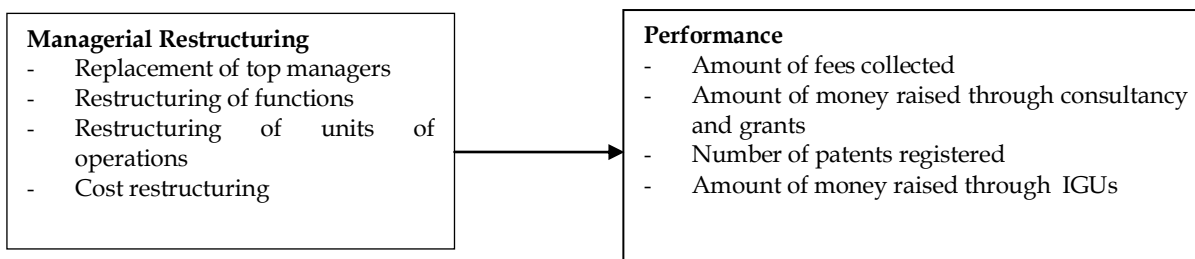 Managerial Restructuring
- Replacement of top managers
- Restructuring of functions
- Restructuring of units of
operations
- Cost restructuring
Performance
- Amount of fees collected
- Amount of money raised through consultancy
and grants
- Number of patents registered
- Amount of money raised through IGUs